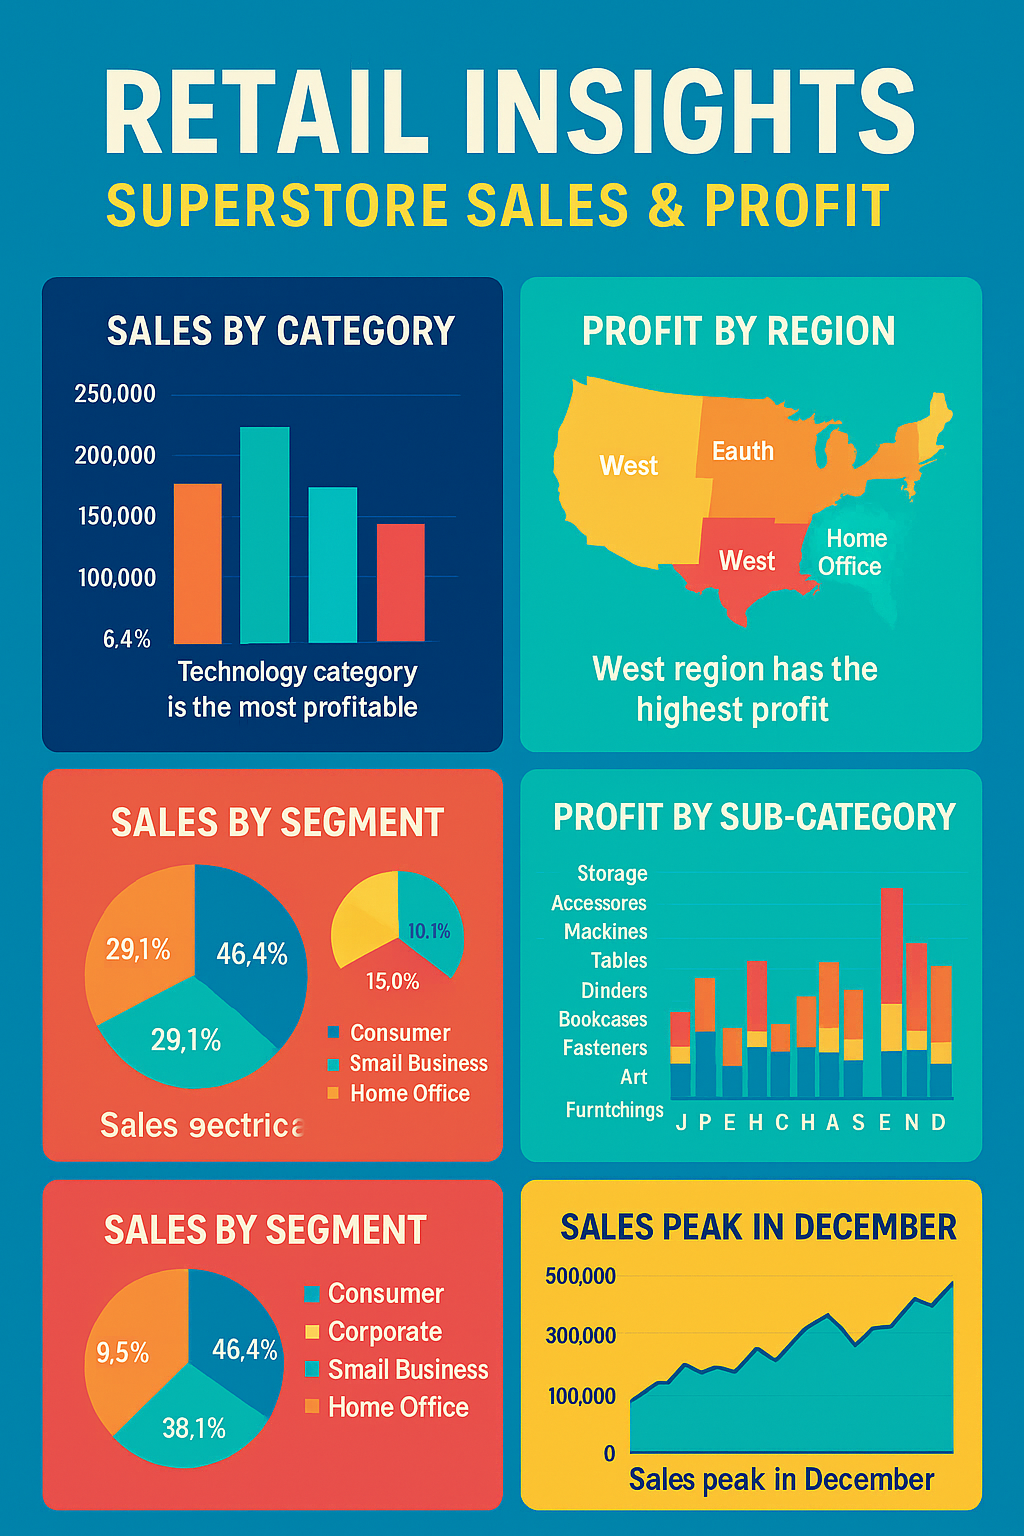 RETAIL INSIGHTS
SUPERSTORE SALES & PROFIT
SALES BY CATEGORY
250,000
200,000
150,000
100,000
6,4%
Technology category
is the most profitable
PROFIT BY REGION
West
Eauth
West
Home
Office
West region has the
highest profit
SALES BY SEGMENT
29,1%
46,4%
29,1%
10.1%
15,0%
Consumer
Smail Business
Home Office
Sales
PROFIT BY SUB-CATEGORY
Storage
Accessores
Mackines
Tables
Dinders
Bookcases
Fasteners
Art
Furntchings
J P E H C H A S E N D
SALES BY SEGMENT
9,5%
46,4%
38,1%
Consumer
Corporate
Smail Business
Home Office
SALES PEAK IN DECEMBER
500,000
300,000
100,000
0
Sales peak in December